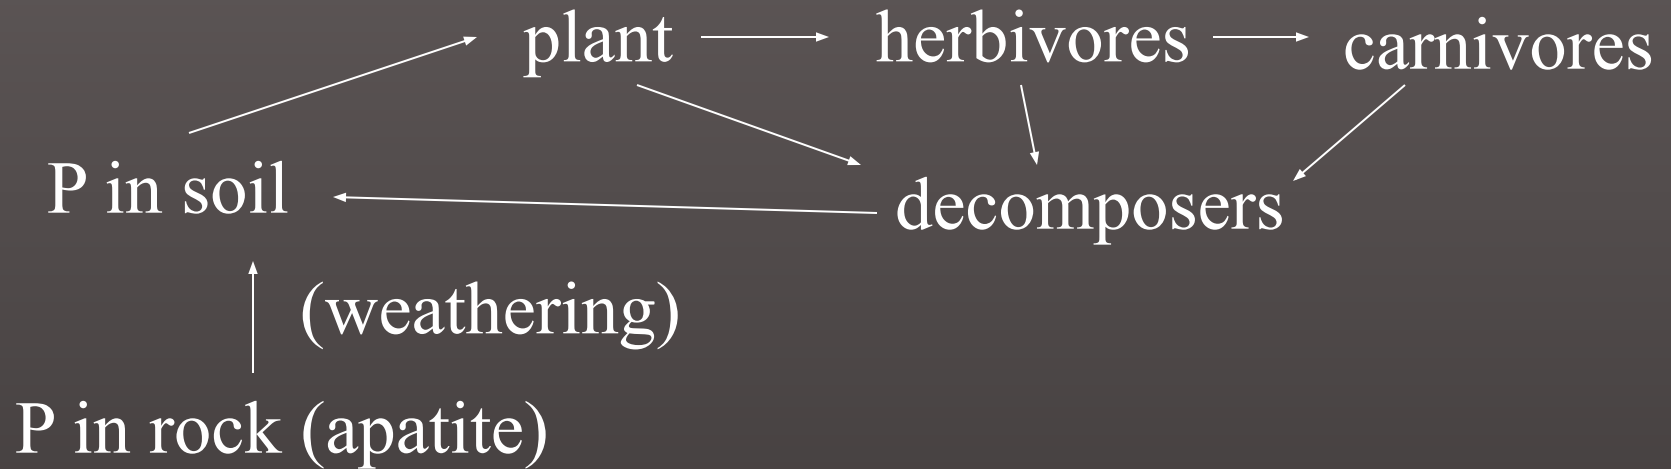 plant herbivores carnivores
P in soil decomposers
(weathering)
P in rock (apatite)